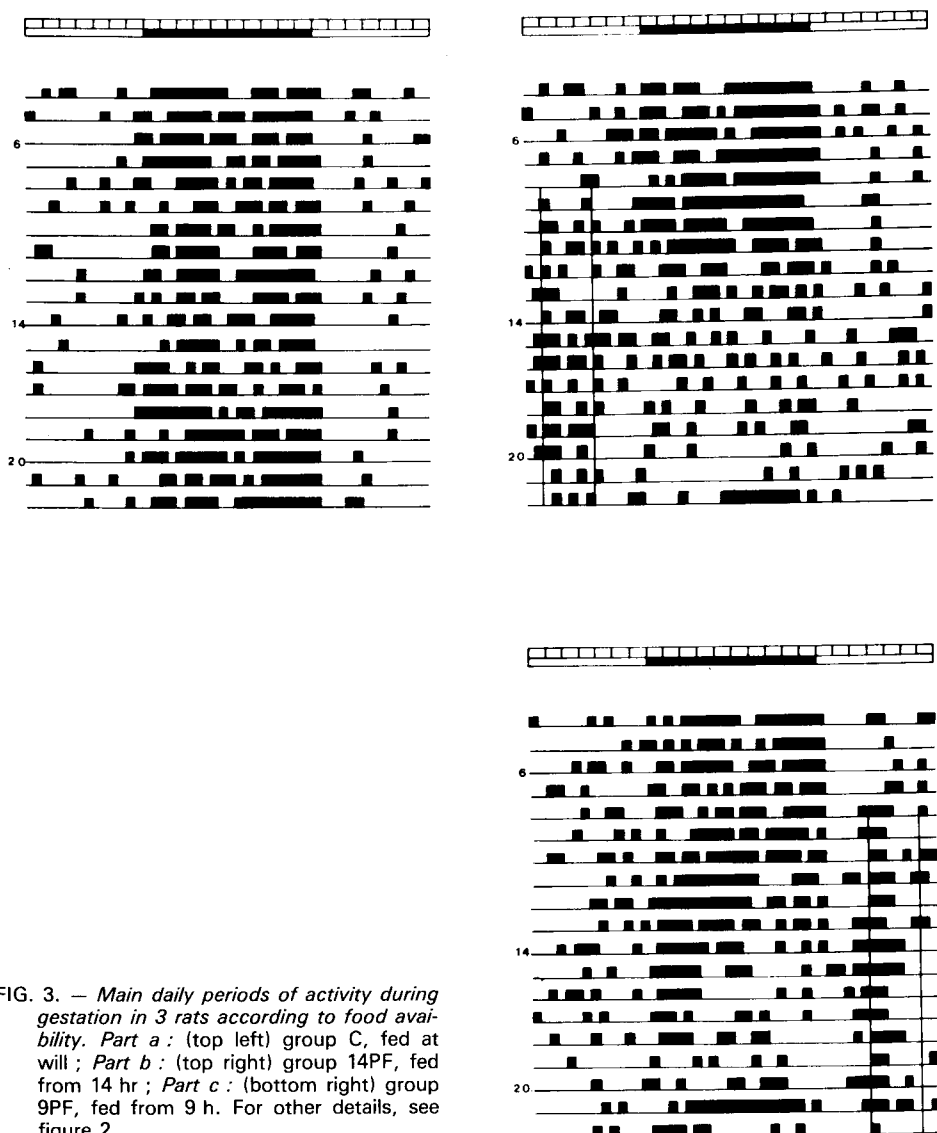 6
14
20
6
14
20
6
14
20
FIG. 3. — Main daily periods of activity during
gestation in 3 rats according to food avai-
bility. Part a : (top left) group C, fed at
will ; Part b : (top right) group 14PF, fed
from 14 hr ; Part c : (bottom right) group
9PF, fed from 9 h. For other details, see
figure 2.